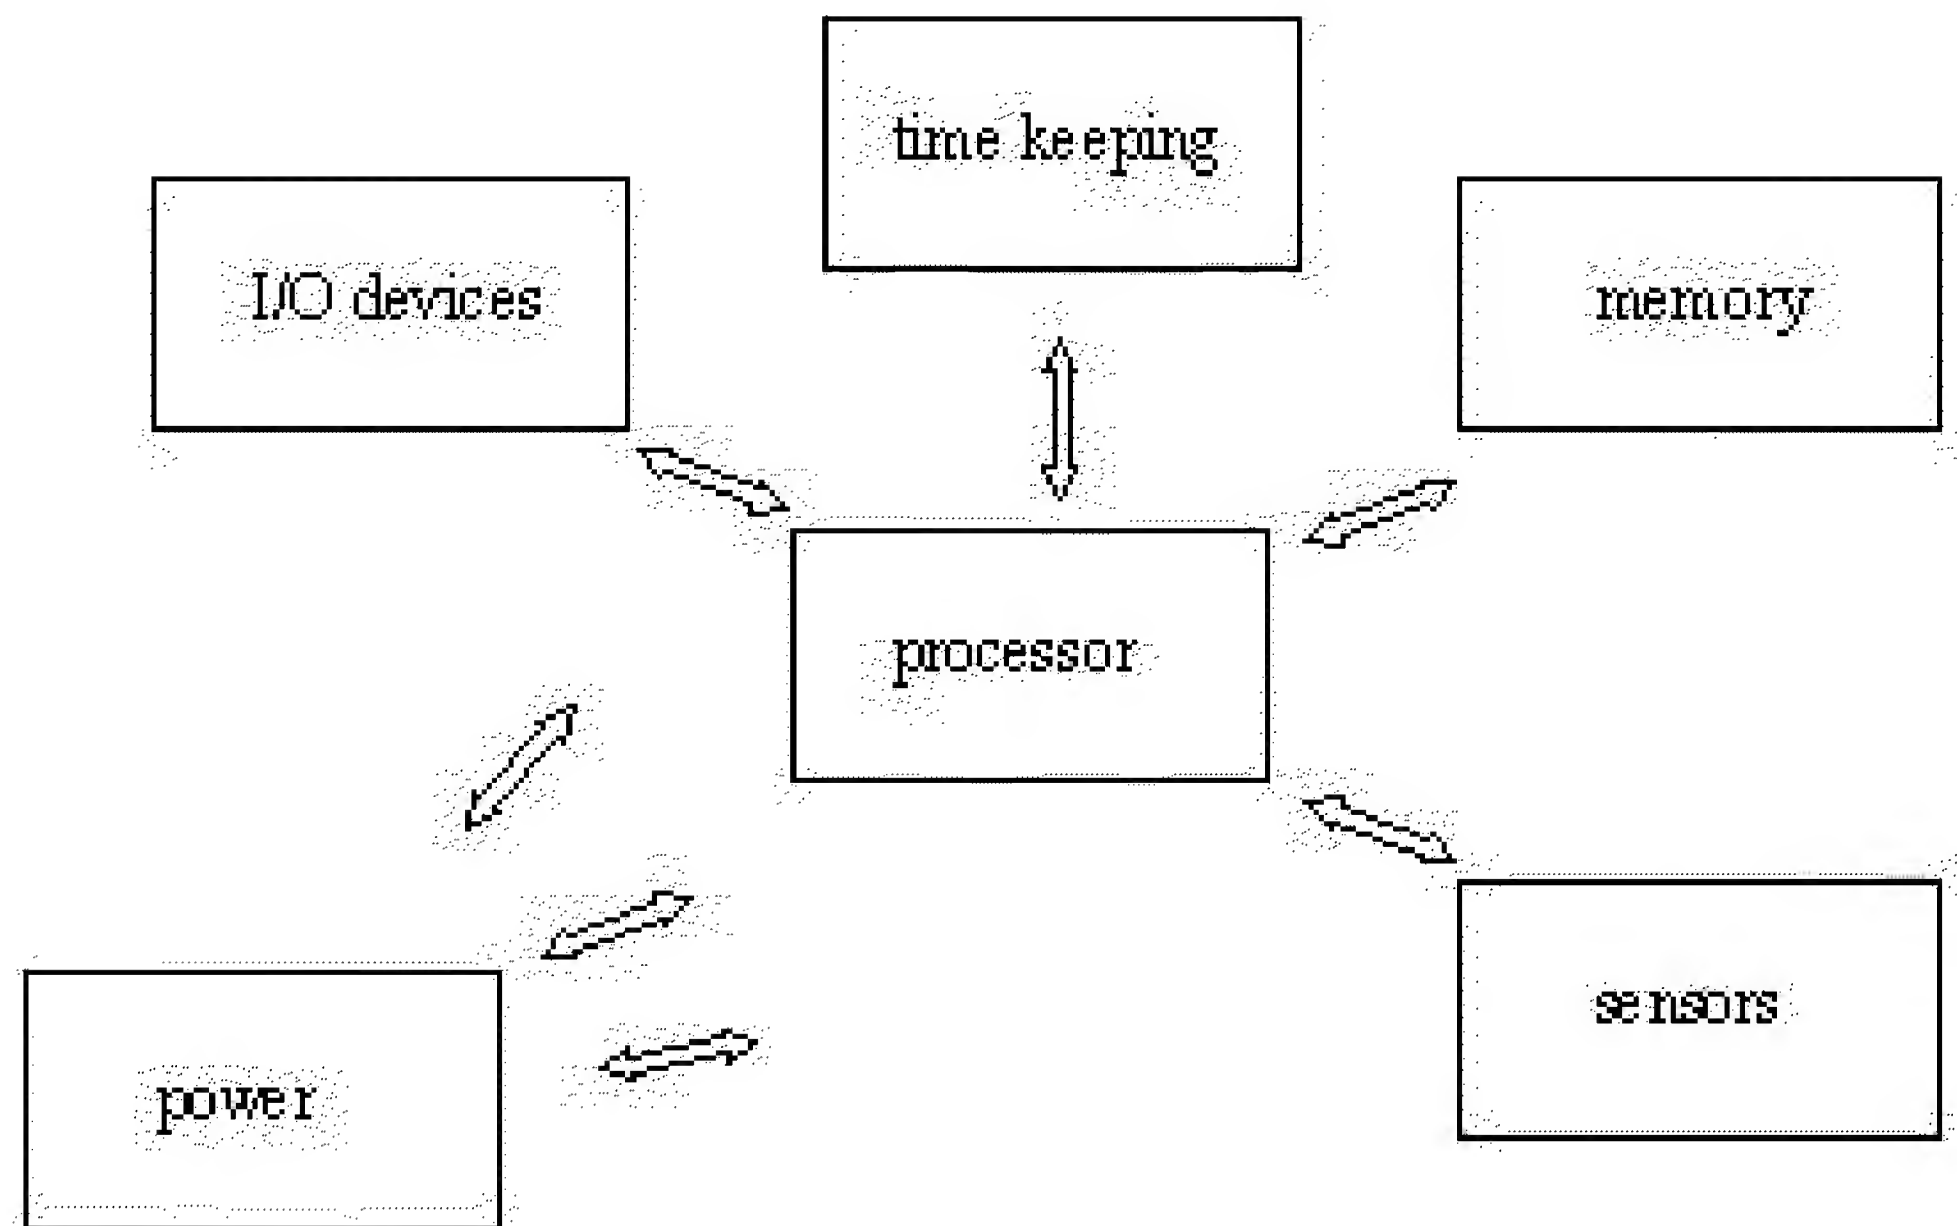 time keeping
I/O devices
memory
processor
sensors
power